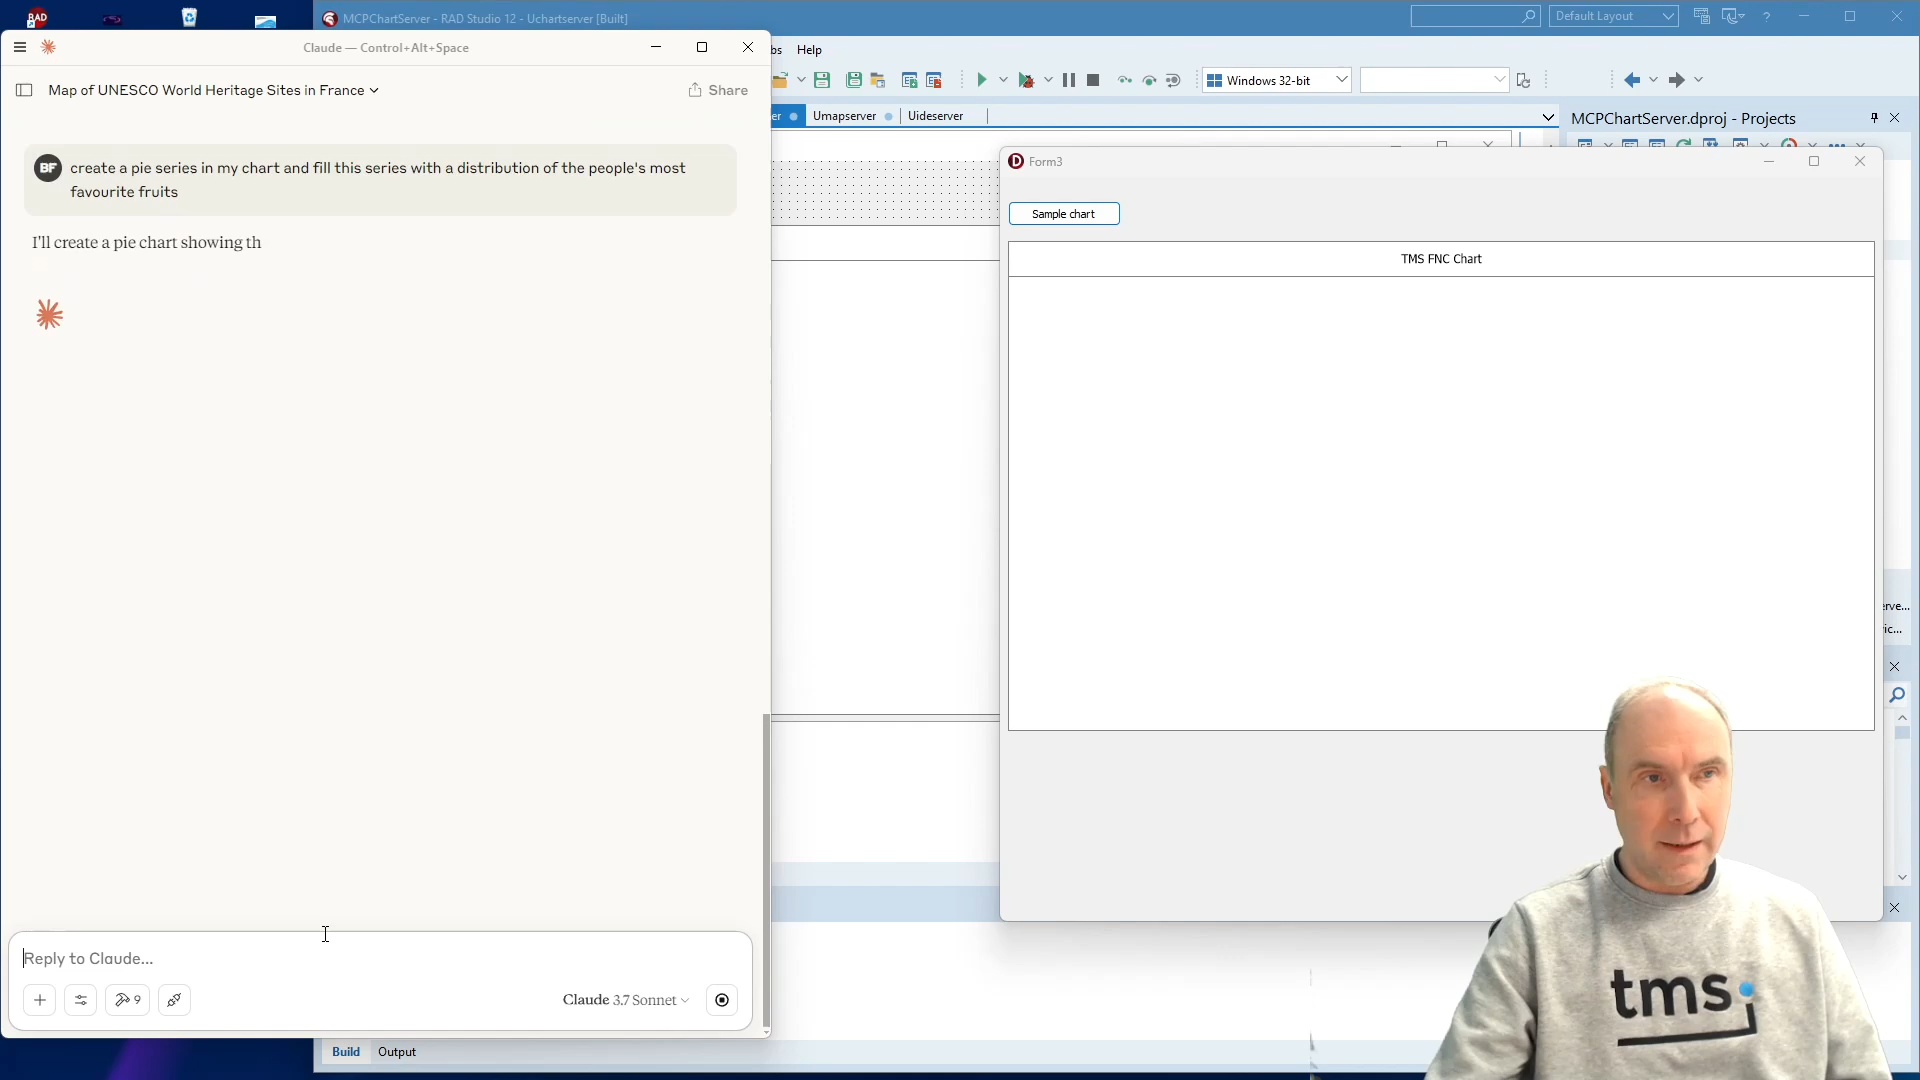 RAD
MCPChartServer - RAD Studio 12 - Uchartserver [Built]
Default Layout
?
Claude — Control+Alt+Space
Help
Map of UNESCO World Heritage Sites in France
Share
Windows 32-bit
Umapserver
Uideserver
MCPChartServer.dproj - Projects
BF
create a pie series in my chart and fill this series with a distribution of the people's most
favourite fruits
I'll create a pie chart showing th
Form3
Sample chart
TMS FNC Chart
Reply to Claude...
9
Claude 3.7 Sonnet
Build
Output
tms